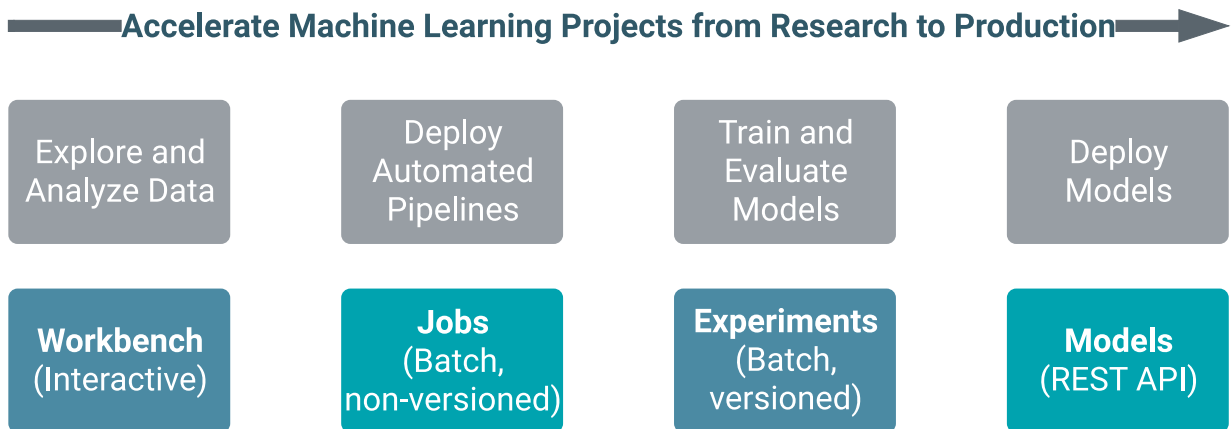 Accelerate Machine Learning Projects from Research to Production
Explore and
Analyze Data
Deploy
Automated
Pipelines
Train and
Evaluate
Models
Deploy
Models
Workbench
(Interactive)
Jobs
(Batch,
non-versioned)
Experiments
(Batch,
versioned)
Models
(REST API)